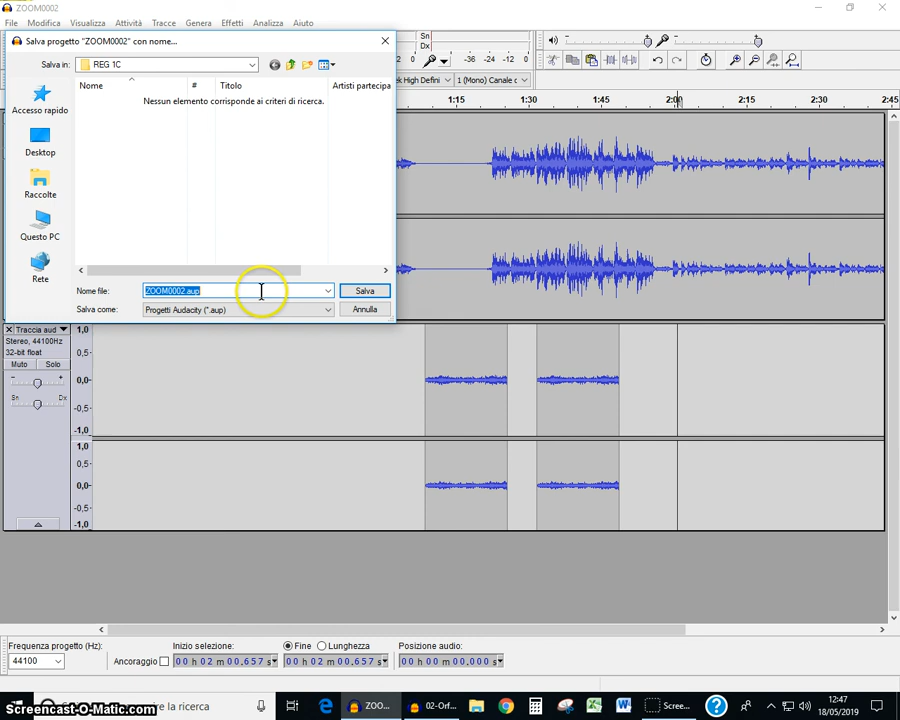 ZOOM0002
File Modifica Visualizza Attività Tracce Genera Effetti Analizza Aiuto
Salva progetto "ZOOM0002" con nome...
Salva in: REG 1C
Nome # Titolo Artisti partecipa
Nessun elemento corrisponde ai criteri di ricerca.
Accesso rapido
Desktop
Raccolte
Questo PC
Rete
Nome file: ZOOM0002.aup Salva
Salva come: Progetti Audacity (*.aup) Annulla
Sn
Dx
0 -36 -24 -12 0
High Defini 1 (Mono) Canale
1:15 1:30 1:45 2:00 2:15 2:30 2:45
Traccia aud
Stereo, 44100Hz
32-bit float
Muto Solo
- +
Sn Dx
1,0
0,5-
0,0-
-0,5-
-1,0
1,0
0,5-
0,0-
-0,5-
-1,0
Frequenza progetto (Hz): Inizio selezione: Fine Lunghezza Posizione audio:
44100 Ancoraggio 00 h 02 m 00.657 s 00 h 02 m 00.657 s 00 h 00 m 00.000 s
re la ricerca ZOO... 02-Orf... Scree... 12:47
18/05/2019
Screencast-O-Matic.com